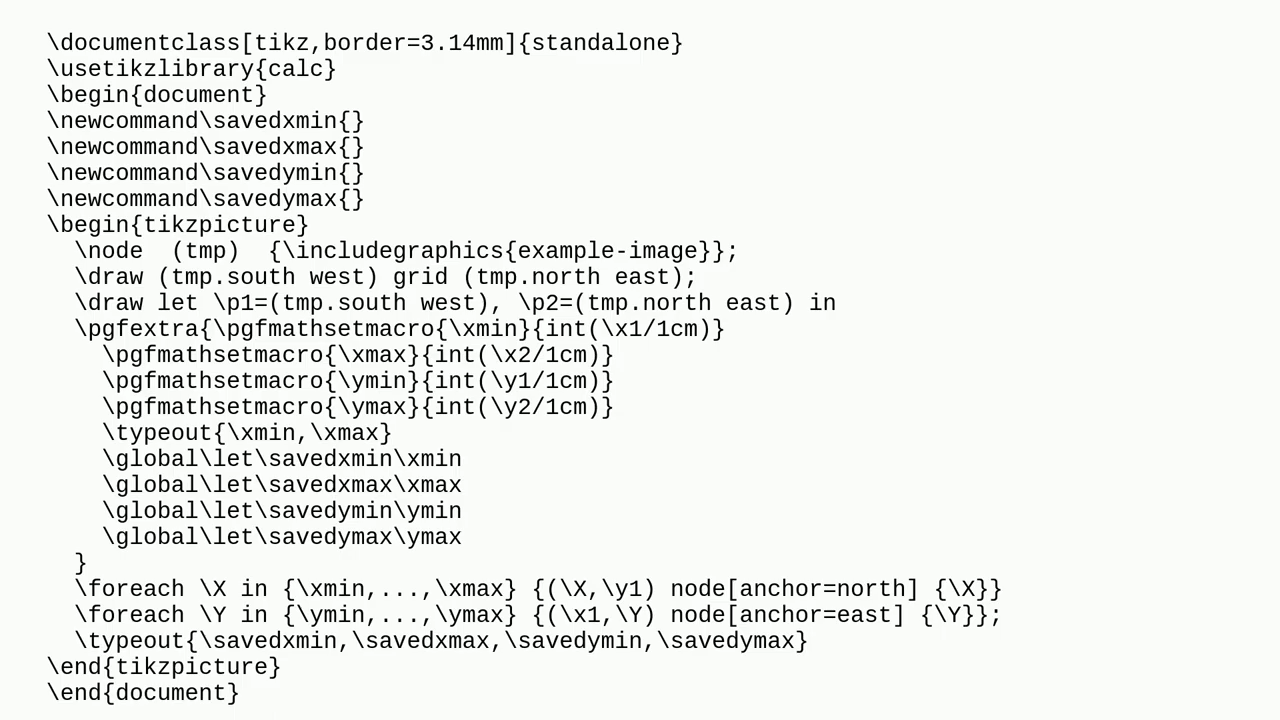 \documentclass[tikz,border=3.14mm]{standalone}
\usetikzlibrary{calc}
\begin{document}
\newcommand\savedxmin{}
\newcommand\savedxmax{}
\newcommand\savedymin{}
\newcommand\savedymax{}
\begin{tikzpicture}
  \node  (tmp)  {\includegraphics{example-image}};
  \draw (tmp.south west) grid (tmp.north east);
  \draw let \p1=(tmp.south west), \p2=(tmp.north east) in
  \pgfextra{\pgfmathsetmacro{\xmin}{int(\x1/1cm)}
    \pgfmathsetmacro{\xmax}{int(\x2/1cm)}
    \pgfmathsetmacro{\ymin}{int(\y1/1cm)}
    \pgfmathsetmacro{\ymax}{int(\y2/1cm)}
    \typeout{\xmin,\xmax}
    \global\let\savedxmin\xmin
    \global\let\savedxmax\xmax
    \global\let\savedymin\ymin
    \global\let\savedymax\ymax
  }
  \foreach \X in {\xmin,...,\xmax} {(\X,\y1) node[anchor=north] {\X}}
  \foreach \Y in {\ymin,...,\ymax} {(\x1,\Y) node[anchor=east] {\Y}};
  \typeout{\savedxmin,\savedxmax,\savedymin,\savedymax}
\end{tikzpicture}
\end{document}